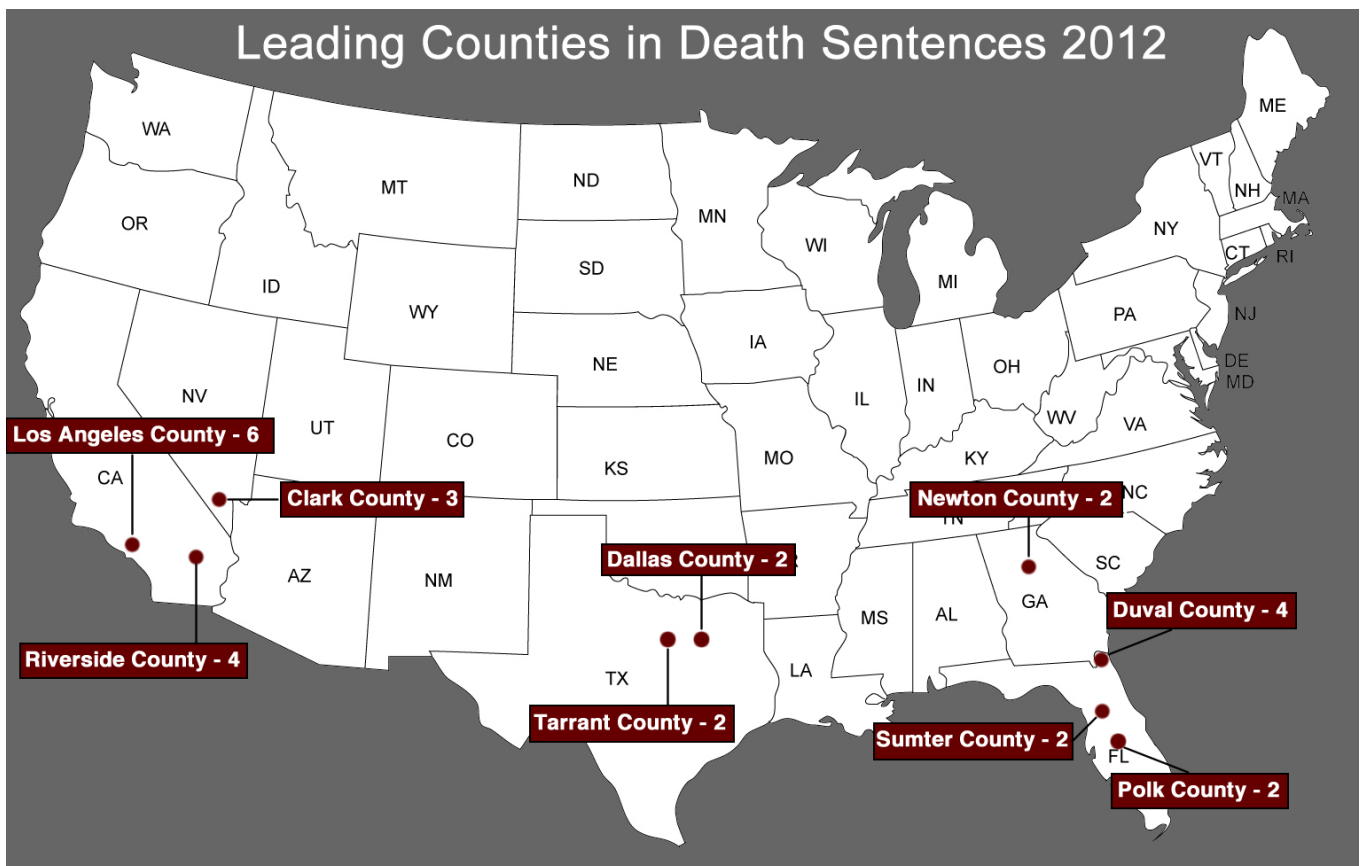 Leading Counties in Death Sentences 2012
WA
MT
ND
MN
ME
VT
NH
MA
OR
ID
WY
SD
WI
MI
NY
CT
RI
NV
UT
CO
NE
IA
IL
IN
OH
PA
NJ
DE
MD
WV
VA
Los Angeles County - 6
CA
KS
MO
KY
Clark County - 3
Newton County - 2
NC
TN
AZ
NM
Dallas County - 2
SC
GA
MS
AL
Duval County - 4
Riverside County - 4
TX
LA
Tarrant County - 2
Sumter County - 2
FL
Polk County - 2